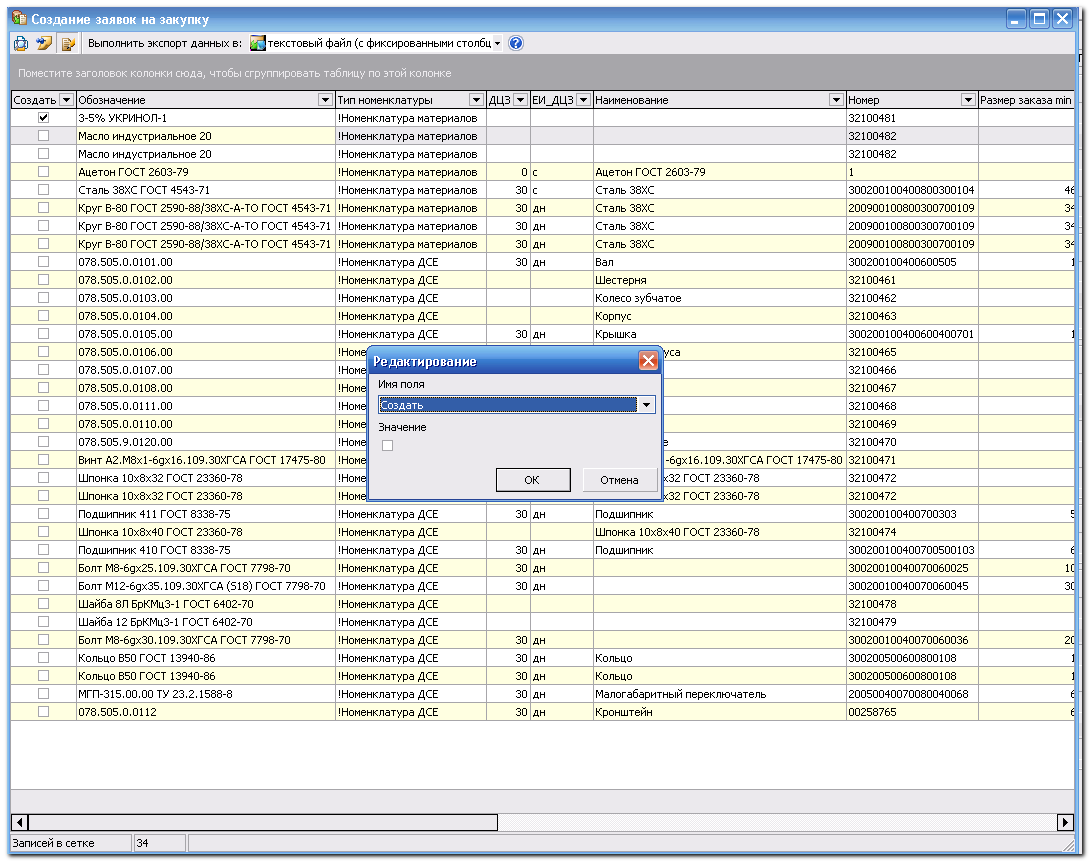 Создание заявок на закупку
Выполнить экспорт данных в: текстовый файл (с фиксированными столбц
Поместите заголовок колонки сюда, чтобы сгруппировать таблицу по этой колонке
Создать Обозначение Тип номенклатуры ДЦЗ ЕИ_ДЦЗ Наименование Номер Размер заказа min
3-5% УКРИНОЛ-1 !Номенклатура материалов 32100481
Масло индустриальное 20 !Номенклатура материалов 32100482
Масло индустриальное 20 !Номенклатура материалов 32100482
Ацетон ГОСТ 2603-79 !Номенклатура материалов 0 с Ацетон ГОСТ 2603-79 1
Сталь 38ХС ГОСТ 4543-71 !Номенклатура материалов 30 с Сталь 38ХС 300200100400800300104 46
Круг В-80 ГОСТ 2590-88/38ХС-А-ТО ГОСТ 4543-71 !Номенклатура материалов 30 дн Сталь 38ХС 200900100800300700109 34
Круг В-80 ГОСТ 2590-88/38ХС-А-ТО ГОСТ 4543-71 !Номенклатура материалов 30 дн Сталь 38ХС 200900100800300700109 34
Круг В-80 ГОСТ 2590-88/38ХС-А-ТО ГОСТ 4543-71 !Номенклатура материалов 30 дн Сталь 38ХС 200900100800300700109 34
078.505.0.0101.00 !Номенклатура ДСЕ 30 дн Вал 300200100400600505 1
078.505.0.0102.00 !Номенклатура ДСЕ Шестерня 32100461
078.505.0.0103.00 !Номенклатура ДСЕ Колесо зубчатое 32100462
078.505.0.0104.00 !Номенклатура ДСЕ Корпус 32100463
078.505.0.0105.00 !Номенклатура ДСЕ 30 дн Крышка 300200100400600400701 1
078.505.0.0106.00 !Номе уса 32100465
078.505.0.0107.00 !Номе 32100466
078.505.0.0108.00 !Номе 32100467
078.505.0.0111.00 !Номе 32100468
078.505.0.0110.00 !Номе 32100469
078.505.9.0120.00 !Номе е 32100470
Винт А2.М8х1-6gх16.109.30ХГСА ГОСТ 17475-80 !Номе -6gх16.109.30ХГСА ГОСТ 17475-80 32100471
Шпонка 10х8х32 ГОСТ 23360-78 !Номе х32 ГОСТ 23360-78 32100472
Шпонка 10х8х32 ГОСТ 23360-78 !Номе х32 ГОСТ 23360-78 32100472
Подшипник 411 ГОСТ 8338-75 !Номенклатура ДСЕ 30 дн Подшипник 300200100400700303 5
Шпонка 10х8х40 ГОСТ 23360-78 !Номенклатура ДСЕ Шпонка 10х8х40 ГОСТ 23360-78 32100474
Подшипник 410 ГОСТ 8338-75 !Номенклатура ДСЕ 30 дн Подшипник 300200100400700500103 6
Болт М8-6gх25.109.30ХГСА ГОСТ 7798-70 !Номенклатура ДСЕ 30 дн 30020010040070060025 10
Болт М12-6gх35.109.30ХГСА (S18) ГОСТ 7798-70 !Номенклатура ДСЕ 30 дн 30020010040070060045 30
Шайба 8Л БрКМц3-1 ГОСТ 6402-70 !Номенклатура ДСЕ 32100478
Шайба 12 БрКМц3-1 ГОСТ 6402-70 !Номенклатура ДСЕ 32100479
Болт М8-6gх30.109.30ХГСА ГОСТ 7798-70 !Номенклатура ДСЕ 30 дн 30020010040070060036 20
Кольцо В50 ГОСТ 13940-86 !Номенклатура ДСЕ 30 дн Кольцо 300200500600800108 1
Кольцо В50 ГОСТ 13940-86 !Номенклатура ДСЕ 30 дн Кольцо 300200500600800108 1
МГП-315.00.00 ТУ 23.2.1588-8 !Номенклатура ДСЕ 30 дн Малогабаритный переключатель 20050040070080040068 6
078.505.0.0112 !Номенклатура ДСЕ 30 дн Кронштейн 00258765 6
Редактирование
Имя поля
Создать
Значение
ОК Отмена
Записей в сетке 34